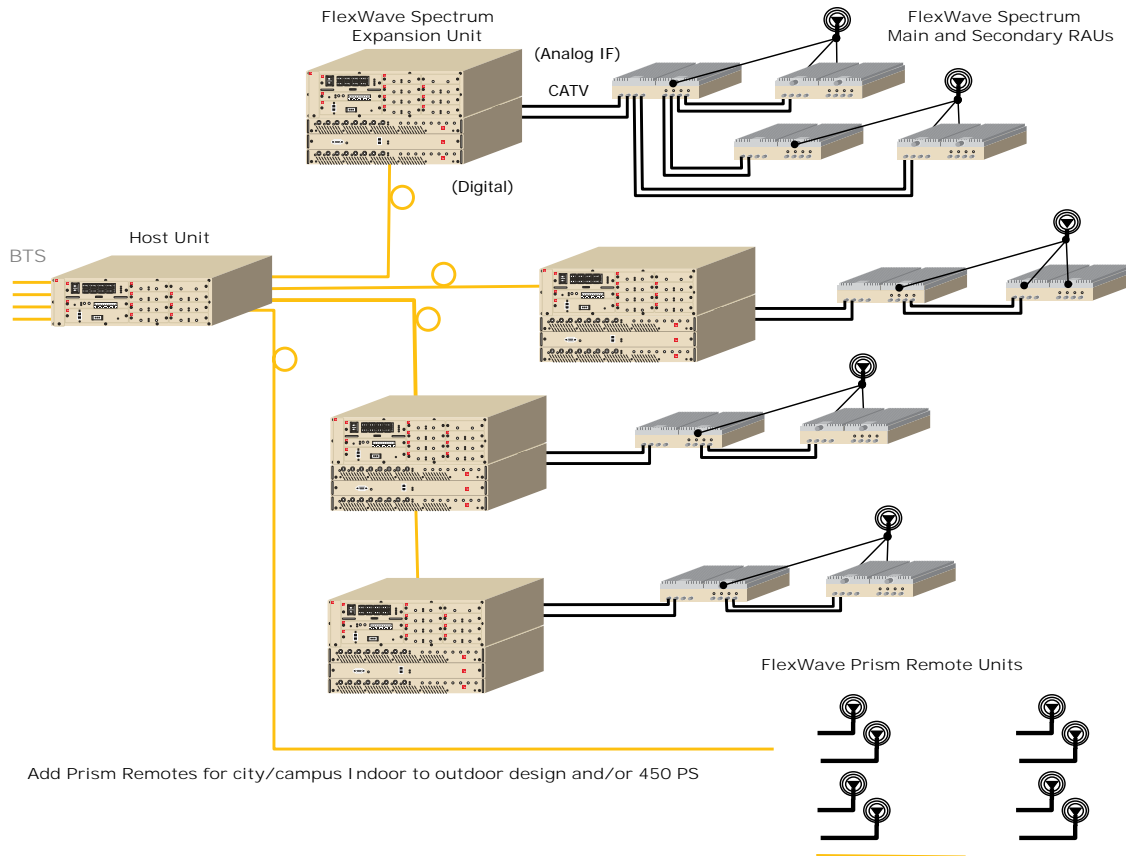 FlexWave Spectrum
Expansion Unit
FlexWave Spectrum
Main and Secondary RAUs
(Analog IF)
CATV
(Digital)
Host Unit
BTS
FlexWave Prism Remote Units
Add Prism Remotes for city/campus Indoor to outdoor design and/or 450 PS